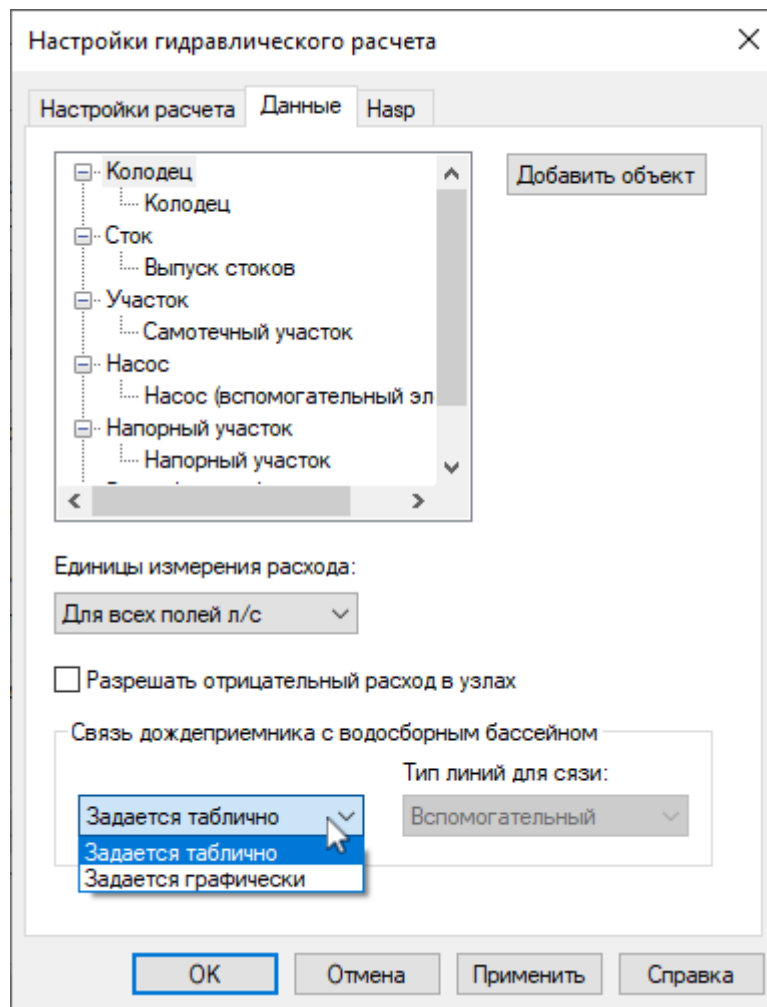 Настройки гидравлического расчета
Настройки расчета Данные Hasp
Колодец
Добавить объект
Колодец
Сток
Выпуск стоков
Участок
Самотечный участок
Насос
Насос (вспомогательный эл
Напорный участок
Напорный участок
Единицы измерения расхода:
Для всех полей л/с
Разрешать отрицательный расход в узлах
Связь дождеприемника с водосборным бассейном
Тип линий для сязи:
Задается таблично
Вспомогательный
Задается таблично
Задается графически
OK Отмена Применить Справка